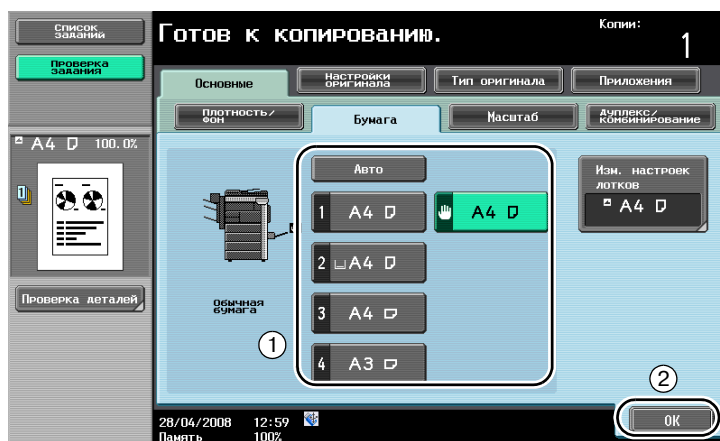 Список
заданий
Проверка
задания
Готов к копированию.
Копии:
1
Основные
Настройки
оригинала
Тип оригинала
Приложения
Плотность/
фон
Бумага
Масштаб
Дуплекс/
комбинирование
A4 100.0%
1
Проверка деталей
Обычная
бумага
Авто
1 A4
A4
2 A4
3 A4
4 A3
Изм. настроек
лотков
A4
1
2
OK
28/04/2008 12:59
Память 100%